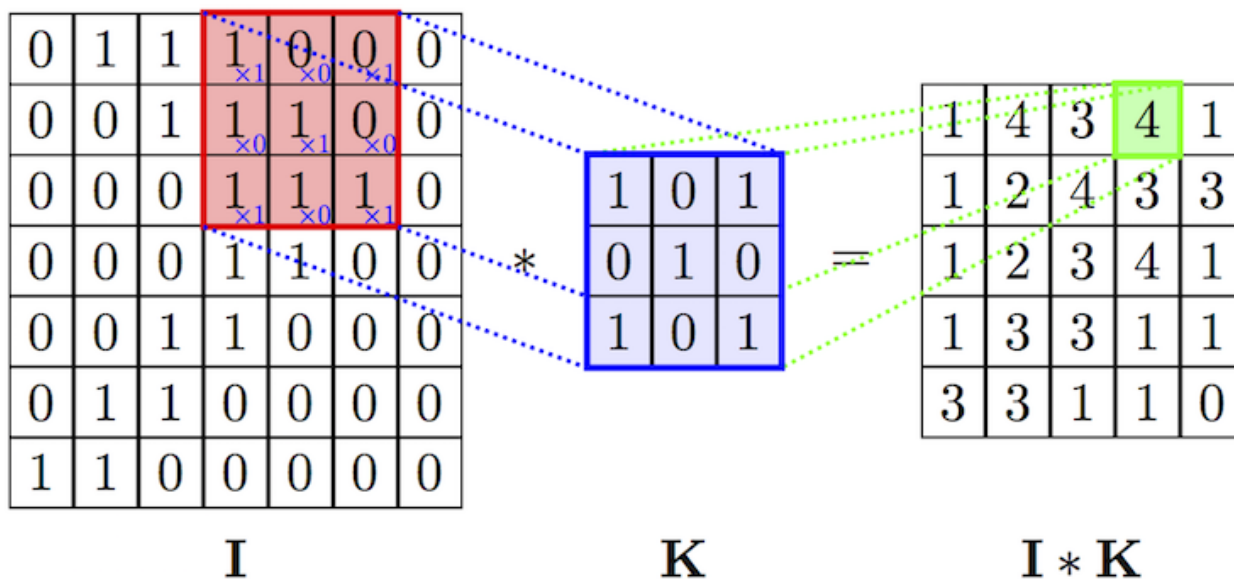 0 1 1 1×1 0×0 0×1 0
0 0 1 1×0 1×1 0×0 0
0 0 0 1×1 1×0 1×1 0
0 0 0 1 1 0 0
0 0 1 1 0 0 0
0 1 1 0 0 0 0
1 1 0 0 0 0 0
I
*
1 0 1
0 1 0
1 0 1
K
=
1 4 3 4 1
1 2 4 3 3
1 2 3 4 1
1 3 3 1 1
3 3 1 1 0
I * K